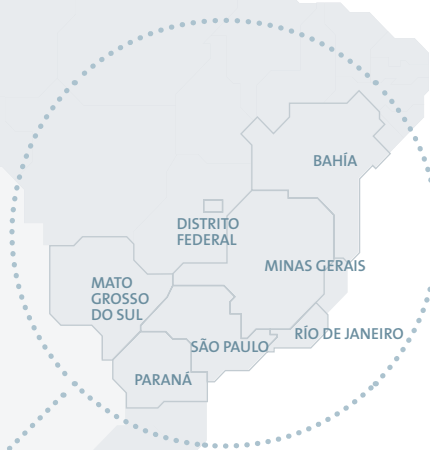 BAHÍA
DISTRITO
FEDERAL
MINAS GERAIS
MATO
GROSSO
DO SUL
RÍO DE JANEIRO
SÃO PAULO
PARANÁ